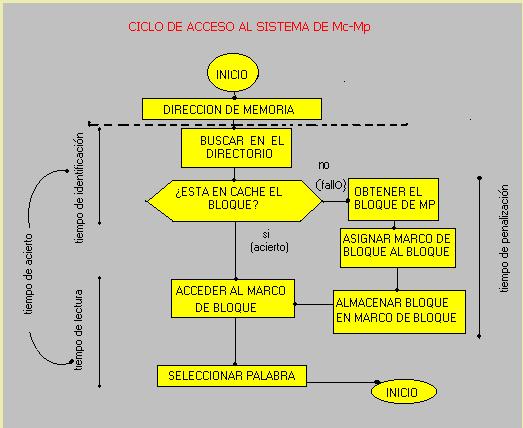 CICLO DE ACCESO AL SISTEMA DE Mc-Mp
INICIO
DIRECCION DE MEMORIA
BUSCAR EN EL
DIRECTORIO
¿ESTA EN CACHE EL
BLOQUE?
no
(fallO)
OBTENER EL
BLOQUE DE MP
ASIGNAR MARCO DE
BLOQUE AL BLOQUE
ALMACENAR BLOQUE
EN MARCO DE BLOQUE
si
(acierto)
ACCEDER AL MARCO
DE BLOQUE
SELECCIONAR PALABRA
INICIO
tiempo de acierto
tiempo de identificación
tiempo de lectura
tiempo de penalización